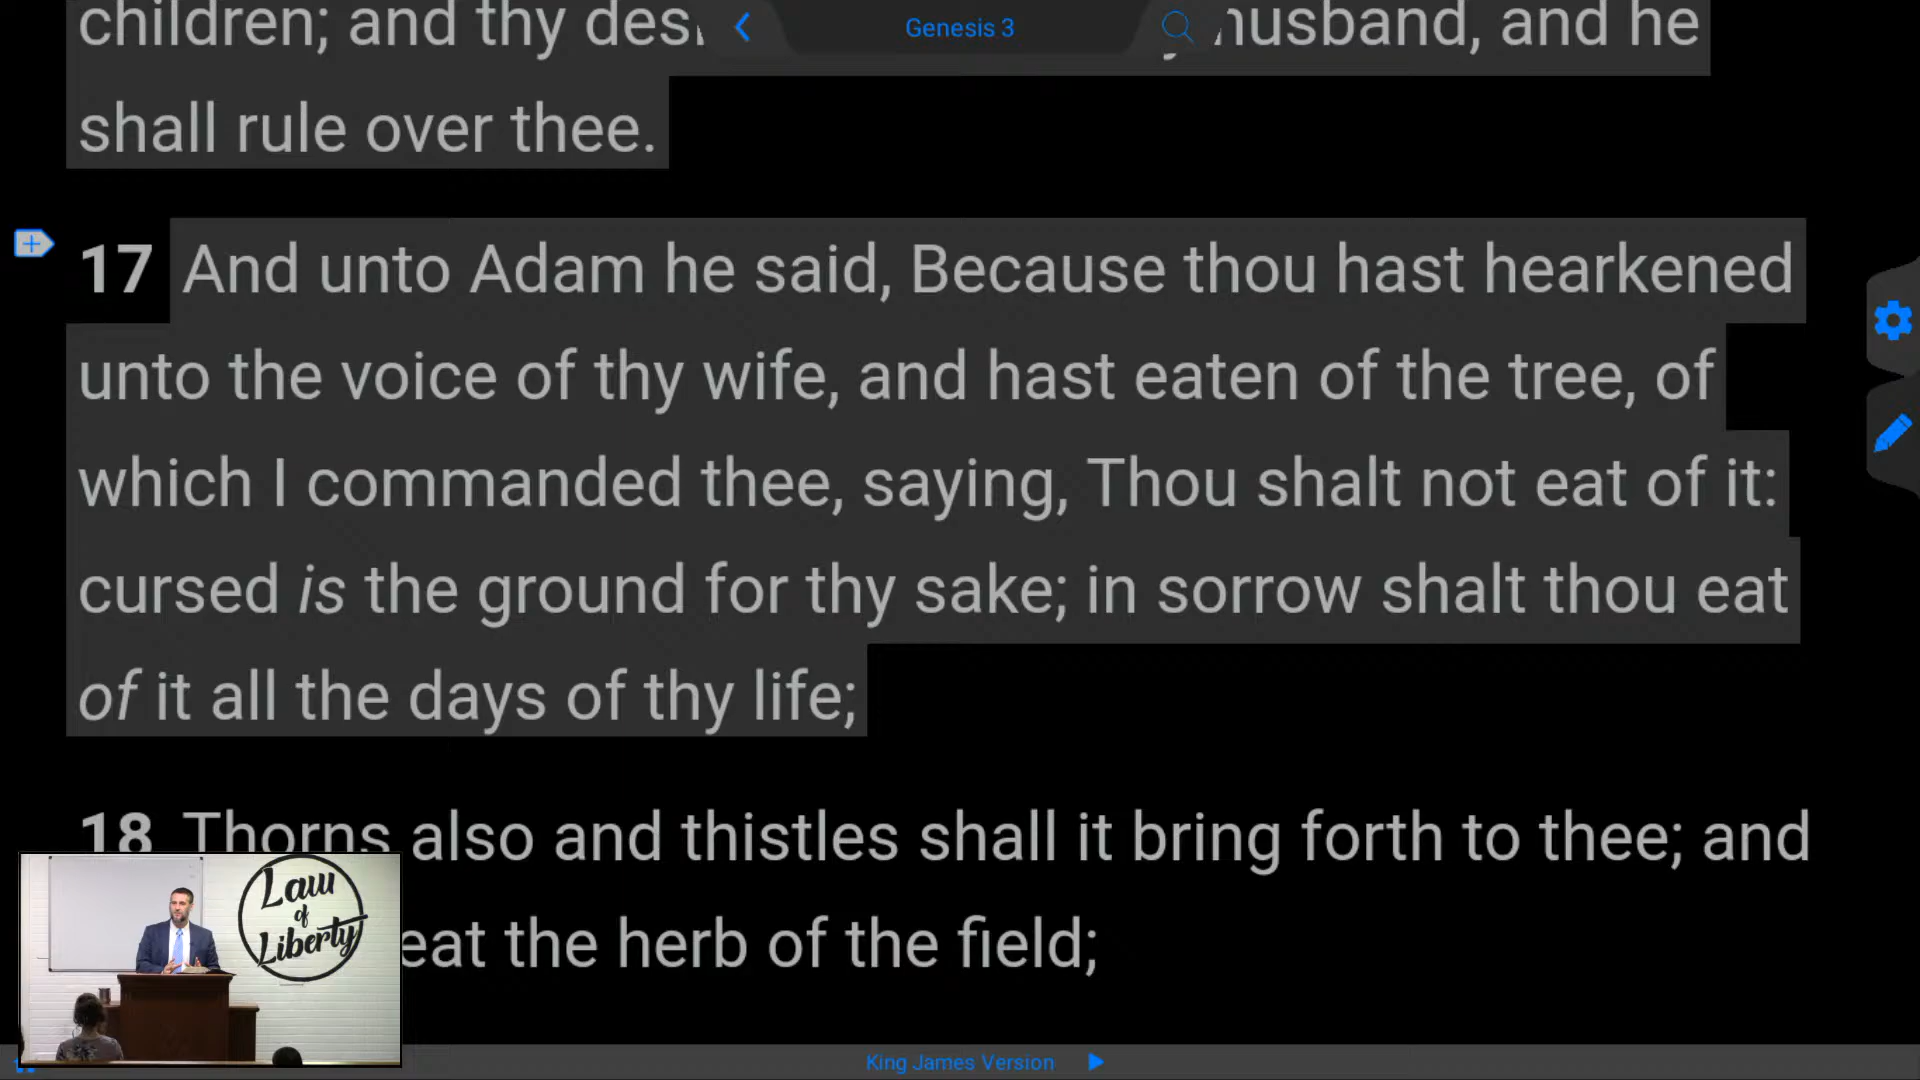 children; and thy des
Genesis 3
husband, and he
shall rule over thee.
17 And unto Adam he said, Because thou hast hearkened
unto the voice of thy wife, and hast eaten of the tree, of
which I commanded thee, saying, Thou shalt not eat of it:
cursed is the ground for thy sake; in sorrow shalt thou eat
of it all the days of thy life;
18 Thorns also and thistles shall it bring forth to thee; and
eat the herb of the field;
Law
of
Liberty
King James Version